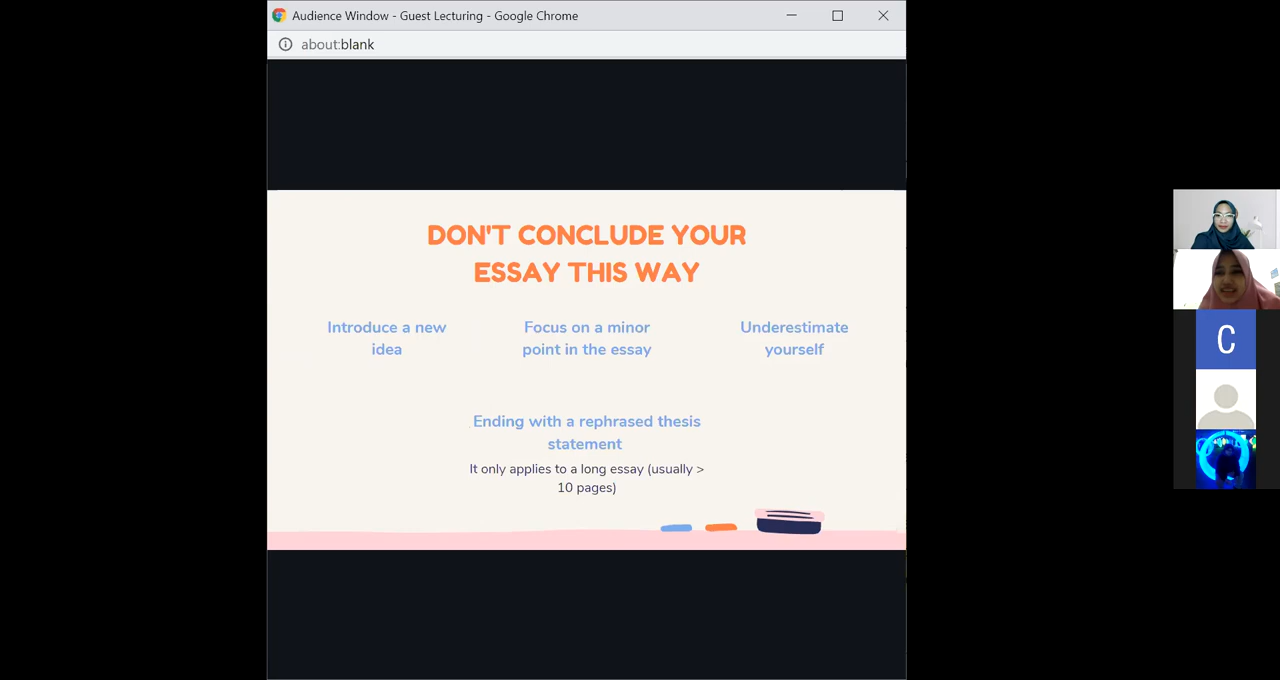 Audience Window - Guest Lecturing - Google Chrome
about:blank
DON'T CONCLUDE YOUR
ESSAY THIS WAY
Introduce a new
idea
Focus on a minor
point in the essay
Underestimate
yourself
Ending with a rephrased thesis
statement
It only applies to a long essay (usually >
10 pages)
C